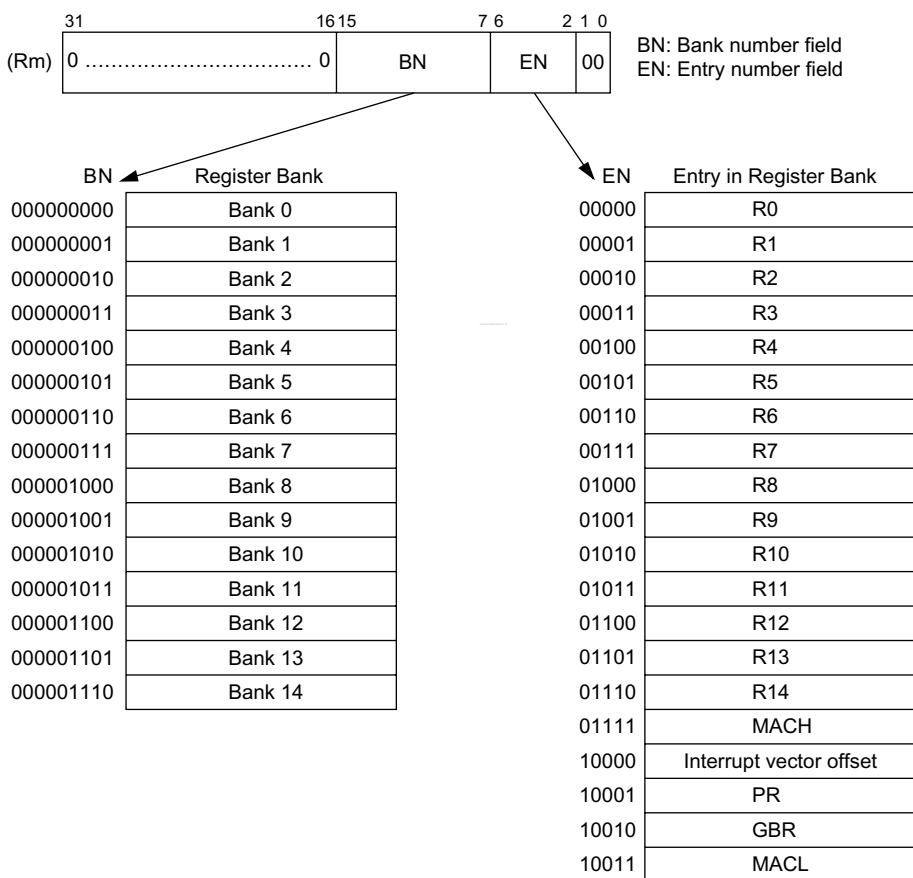 31 16 15 7 6 2 1 0
(Rm) 0 .................................. 0 BN EN 00
BN: Bank number field
EN: Entry number field
BN Register Bank
000000000 Bank 0
000000001 Bank 1
000000010 Bank 2
000000011 Bank 3
000000100 Bank 4
000000101 Bank 5
000000110 Bank 6
000000111 Bank 7
000001000 Bank 8
000001001 Bank 9
000001010 Bank 10
000001011 Bank 11
000001100 Bank 12
000001101 Bank 13
000001110 Bank 14
EN Entry in Register Bank
00000 R0
00001 R1
00010 R2
00011 R3
00100 R4
00101 R5
00110 R6
00111 R7
01000 R8
01001 R9
01010 R10
01011 R11
01100 R12
01101 R13
01110 R14
01111 MACH
10000 Interrupt vector offset
10001 PR
10010 GBR
10011 MACL